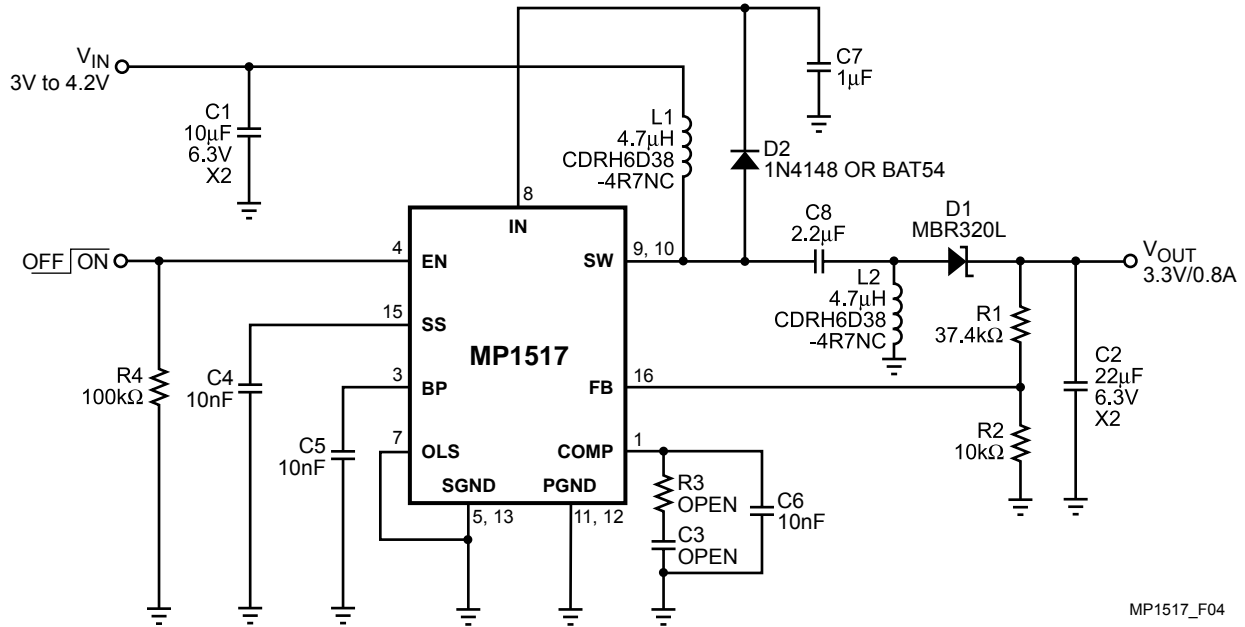 VIN
3V to 4.2V
C1
10µF
6.3V
X2
L1
4.7µH
CDRH6D38
-4R7NC
D2
1N4148 OR BAT54
C7
1µF
8
IN
4
EN
OFF ON
SW
9, 10
C8
2.2µF
D1
MBR320L
VOUT
3.3V/0.8A
L2
4.7µH
CDRH6D38
-4R7NC
15
SS
MP1517
R1
37.4kΩ
C2
22µF
6.3V
X2
R4
100kΩ
C4
10nF
3
BP
FB
16
C5
10nF
7
OLS
COMP
1
R2
10kΩ
SGND
PGND
5, 13
11, 12
R3
OPEN
C3
OPEN
C6
10nF
MP1517_F04